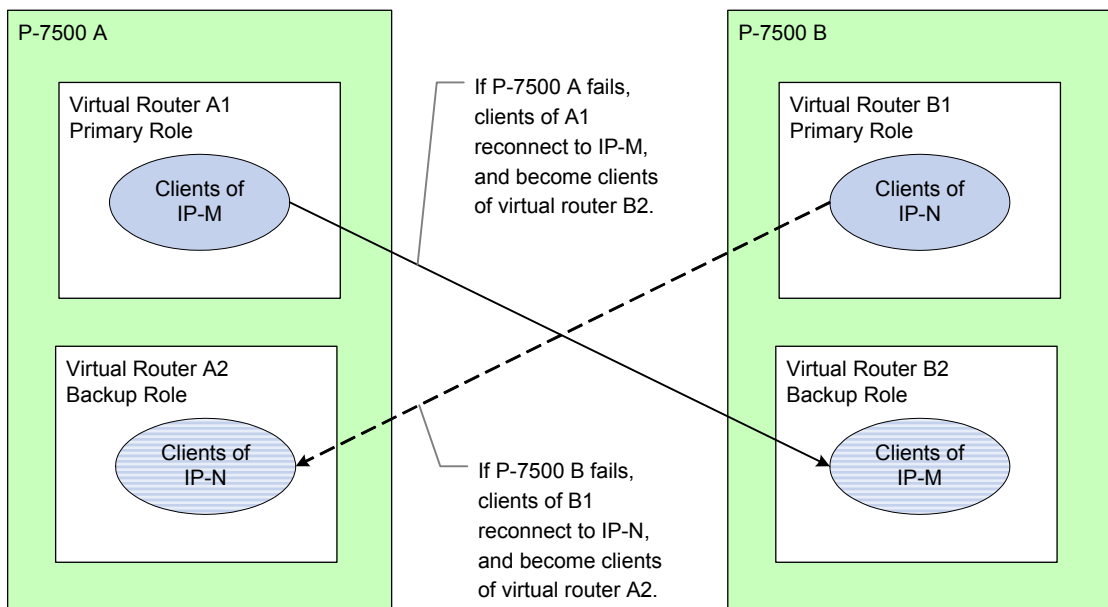 P-7500 A
Virtual Router A1
Primary Role
Clients of
IP-M
Virtual Router A2
Backup Role
Clients of
IP-N
If P-7500 A fails,
clients of A1
reconnect to IP-M,
and become clients
of virtual router B2.
If P-7500 B fails,
clients of B1
reconnect to IP-N,
and become clients
of virtual router A2.
P-7500 B
Virtual Router B1
Primary Role
Clients of
IP-N
Virtual Router B2
Backup Role
Clients of
IP-M